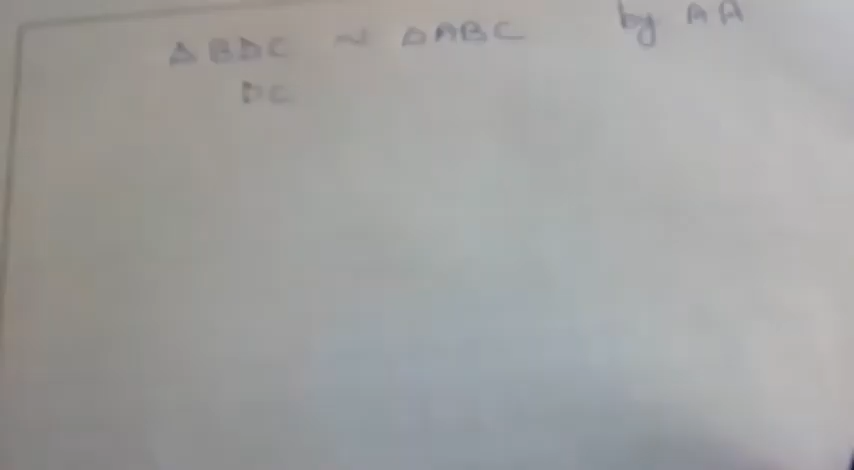 Δ BDC ~ Δ ABC by AA
DC